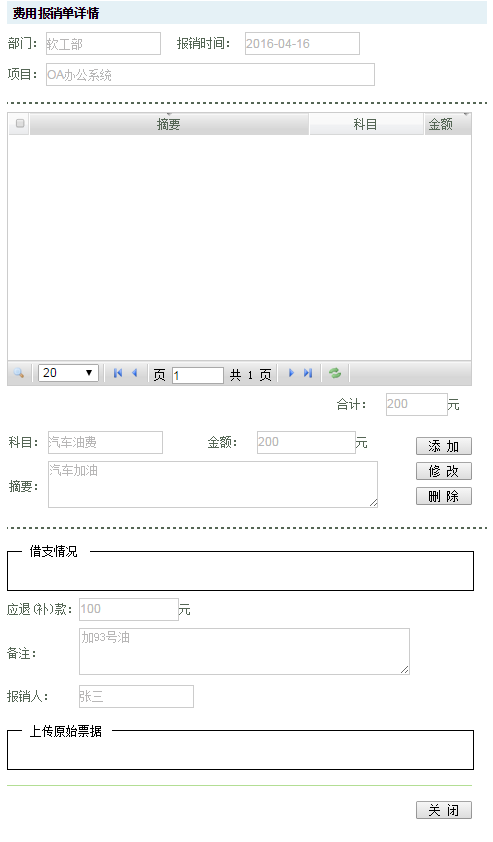 费用报销单详情
部门： 软工部 报销时间： 2016-04-16
项目： OA办公系统
摘要 科目 金额
20 页 1 共 1 页
合计： 200 元
科目： 汽车油费 金额： 200 元
添 加
摘要： 汽车加油
修 改
删 除
借支情况
应退(补)款： 100 元
备注： 加93号油
报销人： 张三
上传原始票据
关 闭